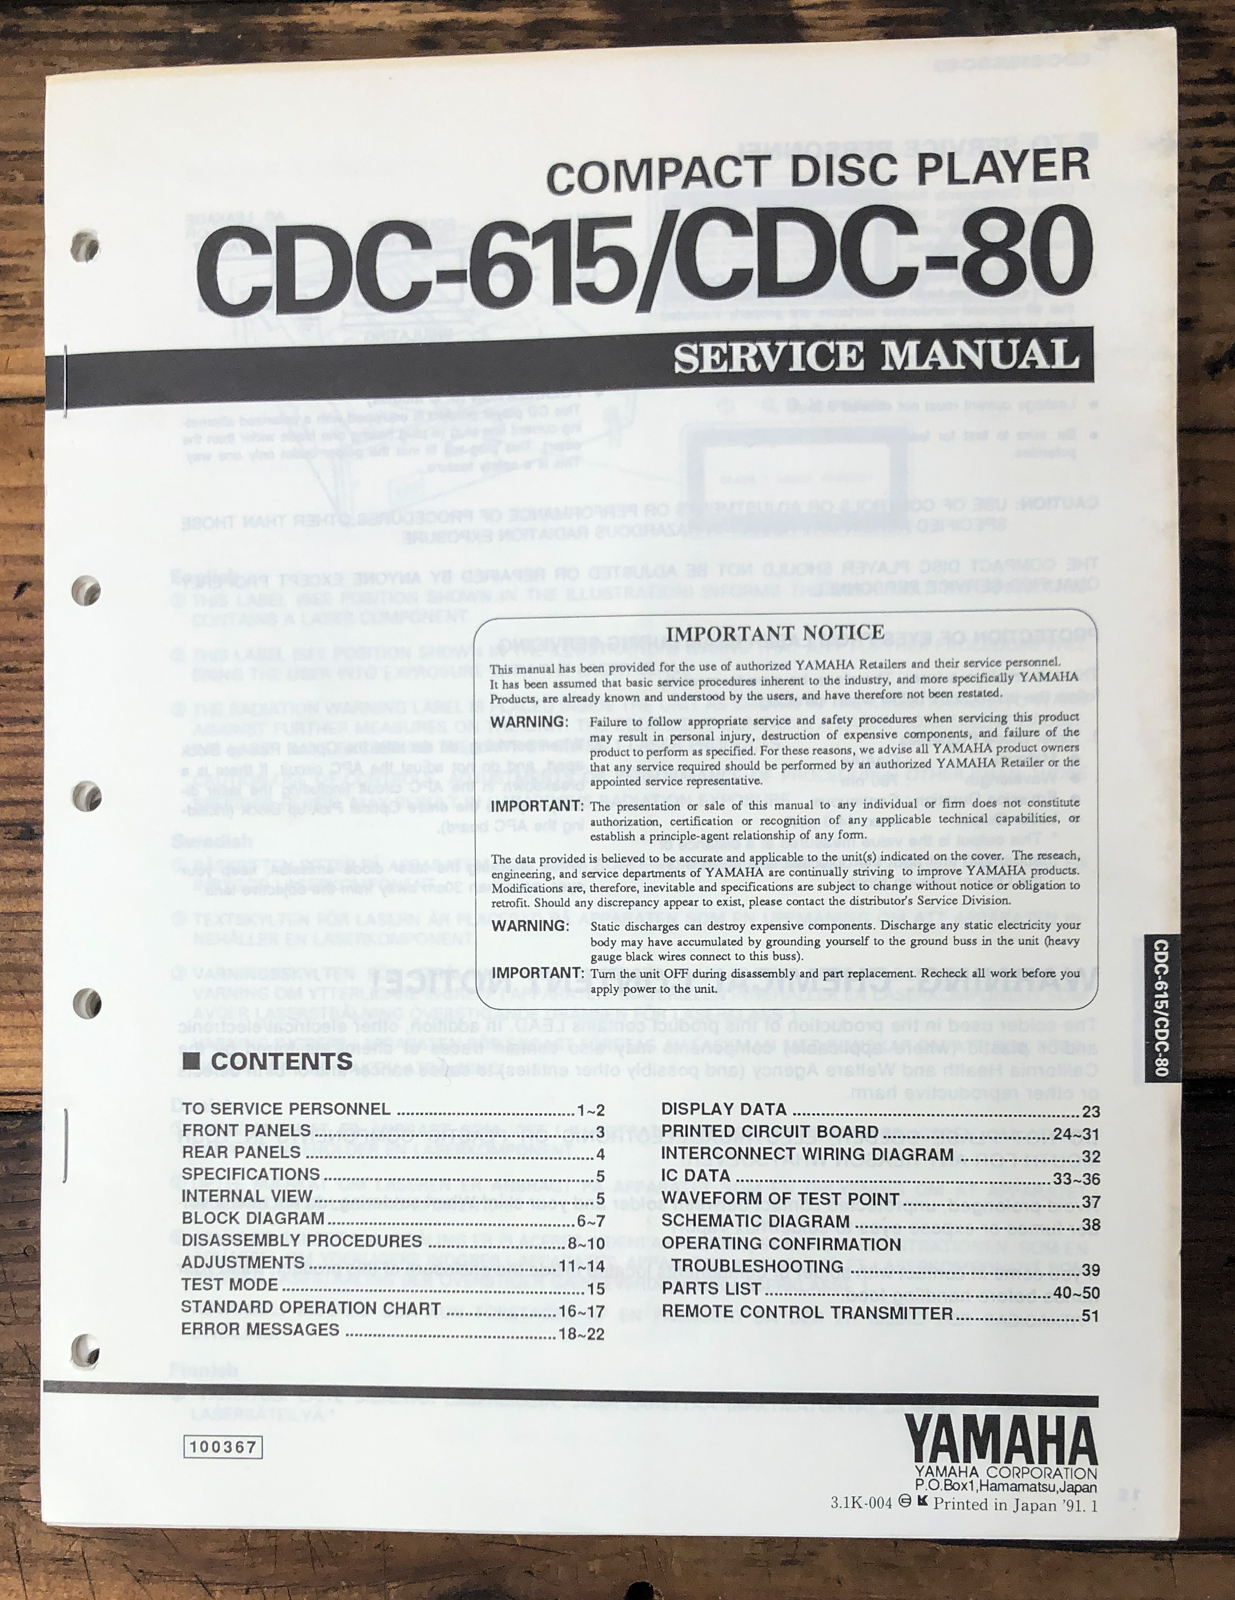 COMPACT DISC PLAYER
CDC-615/CDC-80
SERVICE MANUAL
IMPORTANT NOTICE
This manual has been provided for the use of authorized YAMAHA Retailers and their service personnel.
It has been assumed that basic service procedures inherent to the industry, and more specifically YAMAHA
Products, are already known and understood by the users, and have therefore not been restated.
WARNING: Failure to follow appropriate service and safety procedures when servicing this product
may result in personal injury, destruction of expensive components, and failure of the
product to perform as specified. For these reasons, we advise all YAMAHA product owners
that any service required should be performed by an authorized YAMAHA Retailer or the
appointed service representative.
IMPORTANT: The presentation or sale of this manual to any individual or firm does not constitute
authorization, certification or recognition of any applicable technical capabilities, or
establish a principle-agent relationship of any form.
The data provided is believed to be accurate and applicable to the unit(s) indicated on the cover. The reseach,
engineering, and service departments of YAMAHA are continually striving to improve YAMAHA products.
Modifications are, therefore, inevitable and specifications are subject to change without notice or obligation to
retrofit. Should any discrepancy appear to exist, please contact the distributor's Service Division.
WARNING: Static discharges can destroy expensive components. Discharge any static electricity your
body may have accumulated by grounding yourself to the ground buss in the unit (heavy
gauge black wires connect to this buss).
IMPORTANT: Turn the unit OFF during disassembly and part replacement. Recheck all work before you
apply power to the unit.
CDC-615/CDC-80
■ CONTENTS
TO SERVICE PERSONNEL ........ 1~2
FRONT PANELS ........ 3
REAR PANELS ........ 4
SPECIFICATIONS ........ 5
INTERNAL VIEW ........ 5
BLOCK DIAGRAM ........ 6~7
DISASSEMBLY PROCEDURES ........ 8~10
ADJUSTMENTS ........ 11~14
TEST MODE ........ 15
STANDARD OPERATION CHART ........ 16~17
ERROR MESSAGES ........ 18~22
DISPLAY DATA ........ 23
PRINTED CIRCUIT BOARD ........ 24~31
INTERCONNECT WIRING DIAGRAM ........ 32
IC DATA ........ 33~36
WAVEFORM OF TEST POINT ........ 37
SCHEMATIC DIAGRAM ........ 38
OPERATING CONFIRMATION
TROUBLESHOOTING ........ 39
PARTS LIST ........ 40~50
REMOTE CONTROL TRANSMITTER ........ 51
100367
YAMAHA
YAMAHA CORPORATION
P.O.Box1,Hamamatsu,Japan
3.1K-004 Printed in Japan '91. 1